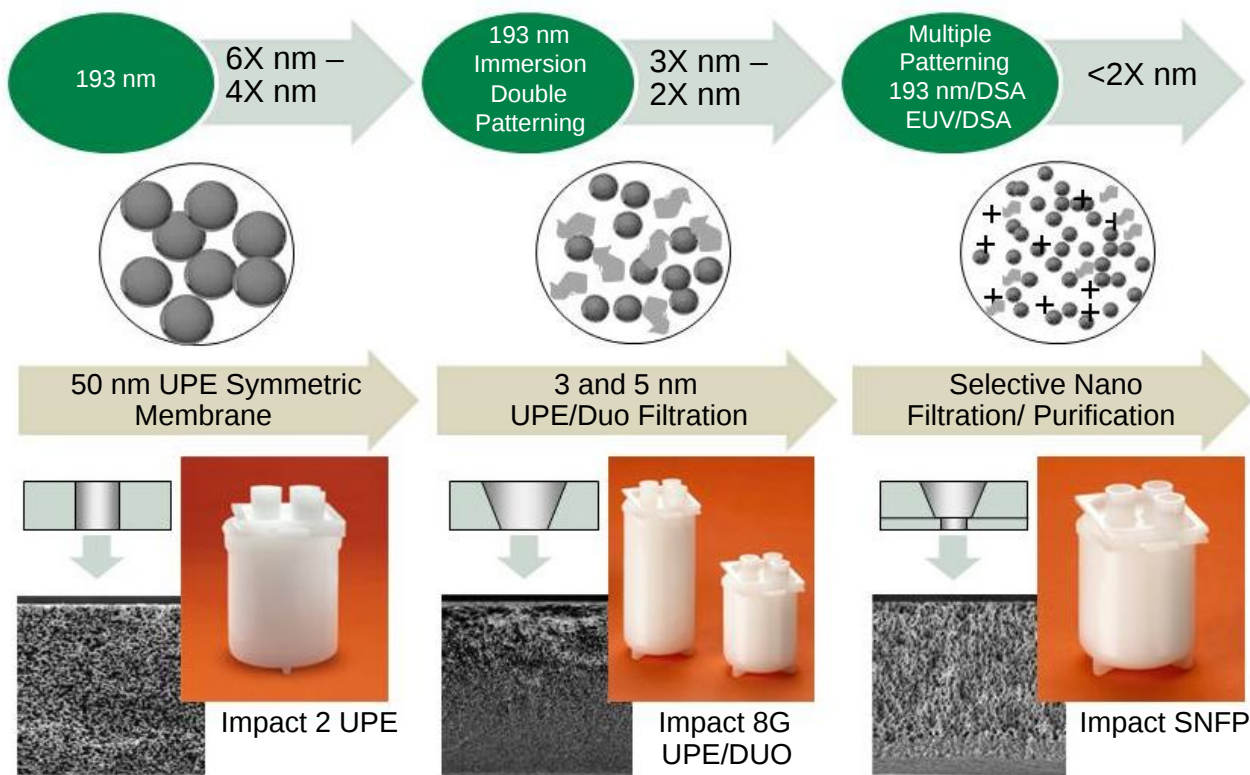 193 nm
6X nm –
4X nm
193 nm
Immersion
Double
Patterning
3X nm –
2X nm
Multiple
Patterning
193 nm/DSA
EUV/DSA
<2X nm
50 nm UPE Symmetric
Membrane
3 and 5 nm
UPE/Duo Filtration
Selective Nano
Filtration/ Purification
Impact 2 UPE
Impact 8G
UPE/DUO
Impact SNFP